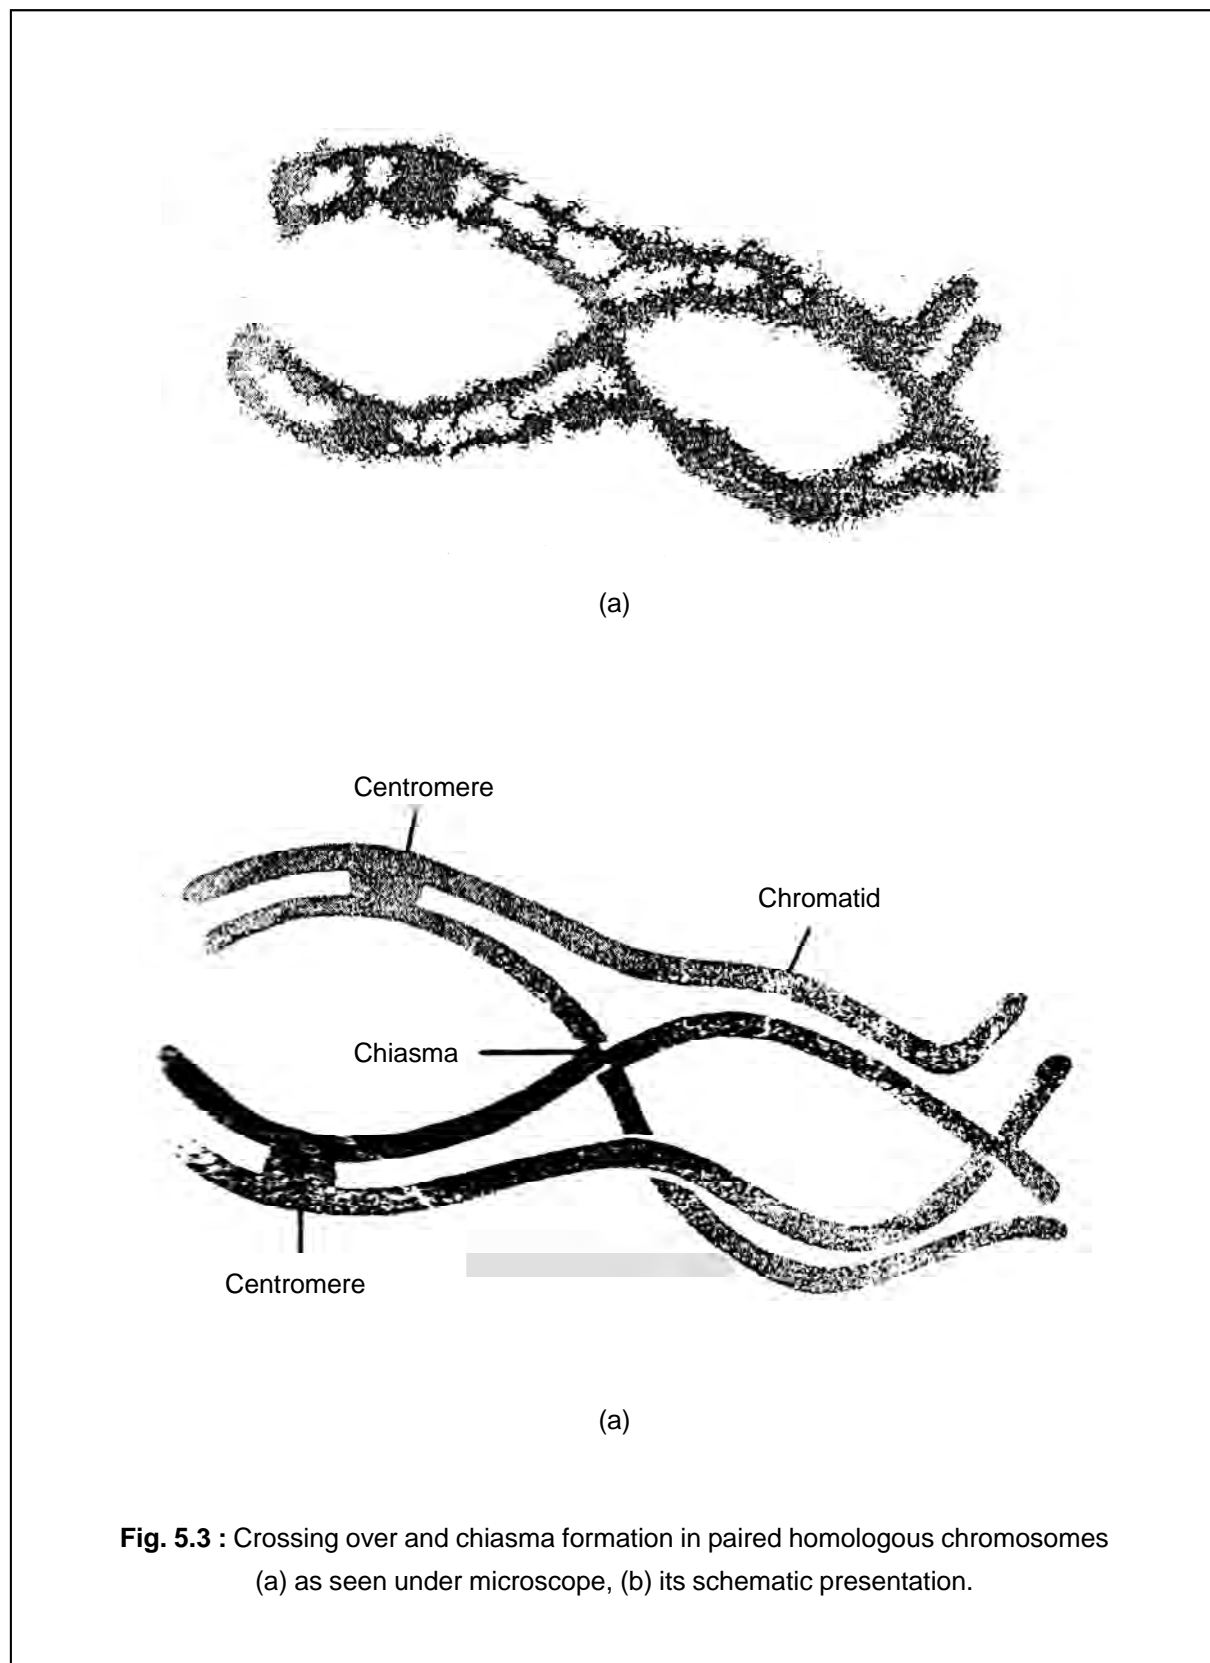 (a)
Centromere
Chromatid
Chiasma
Centromere
(a)
Fig. 5.3 : Crossing over and chiasma formation in paired homologous chromosomes
(a) as seen under microscope, (b) its schematic presentation.